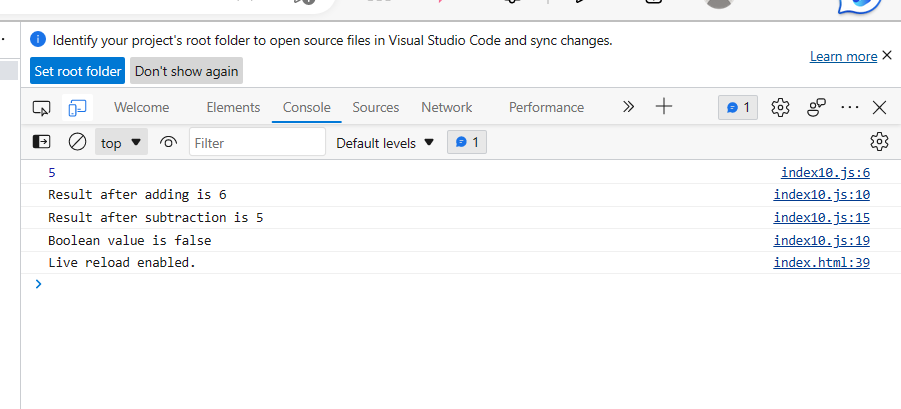 Identify your project's root folder to open source files in Visual Studio Code and sync changes.
Learn more
Set root folder Don't show again
Welcome Elements Console Sources Network Performance 1
top Filter Default levels 1
5 index10.js:6
Result after adding is 6 index10.js:10
Result after subtraction is 5 index10.js:15
Boolean value is false index10.js:19
Live reload enabled. index.html:39